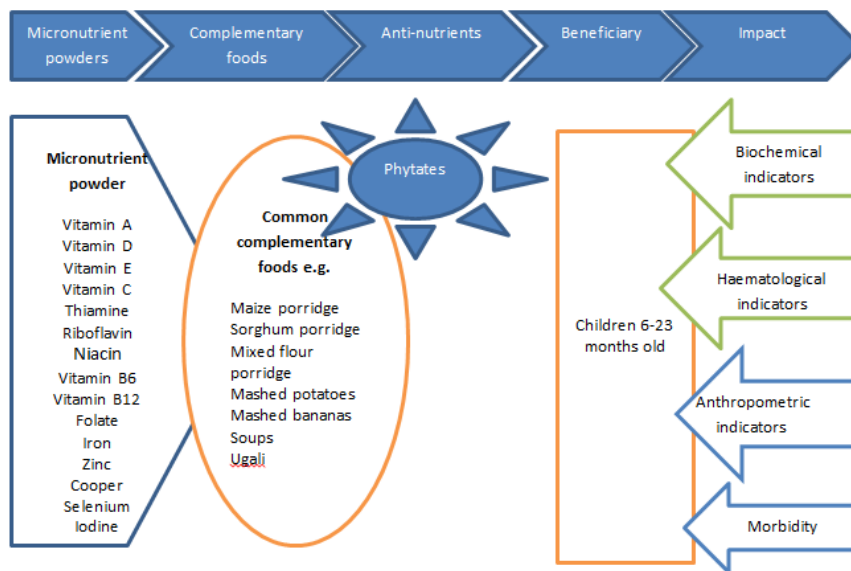 Micronutrient
powders
Complementary
foods
Anti-nutrients
Beneficiary
Impact
Micronutrient
powder
Vitamin A
Vitamin D
Vitamin E
Vitamin C
Thiamine
Riboflavin
Niacin
Vitamin B6
Vitamin B12
Folate
Iron
Zinc
Cooper
Selenium
Iodine
Common
complementary
foods e.g.
Maize porridge
Sorghum porridge
Mixed flour
porridge
Mashed potatoes
Mashed bananas
Soups
Ugali
Phytates
Children 6-23
months old
Biochemical
indicators
Haematological
indicators
Anthropometric
indicators
Morbidity